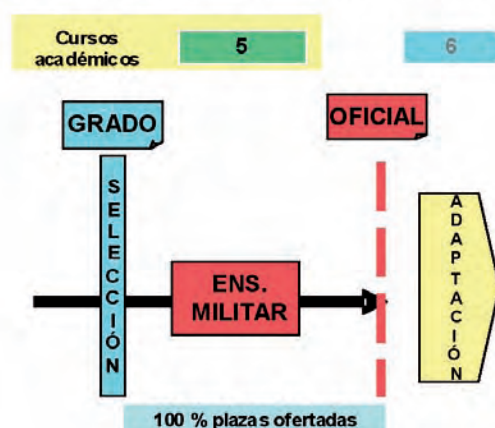 Cursos
académicos
5
6
GRADO
OFICIAL
SELECCIÓN
ENS.
MILITAR
ADAPTACIÓN
100 % plazas ofertadas